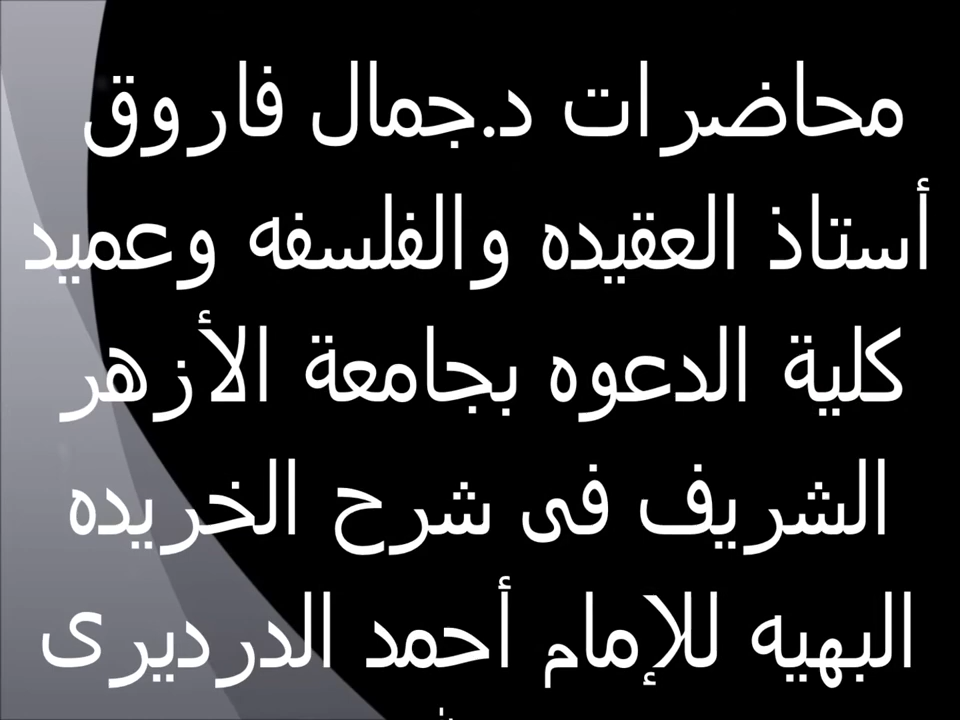 محاضرات د.جمال فاروق
أستاذ العقيده والفلسفه وعميد
كلية الدعوه بجامعة الأزهر
الشريف فى شرح الخريده
البهيه للإمام أحمد الدرديرى